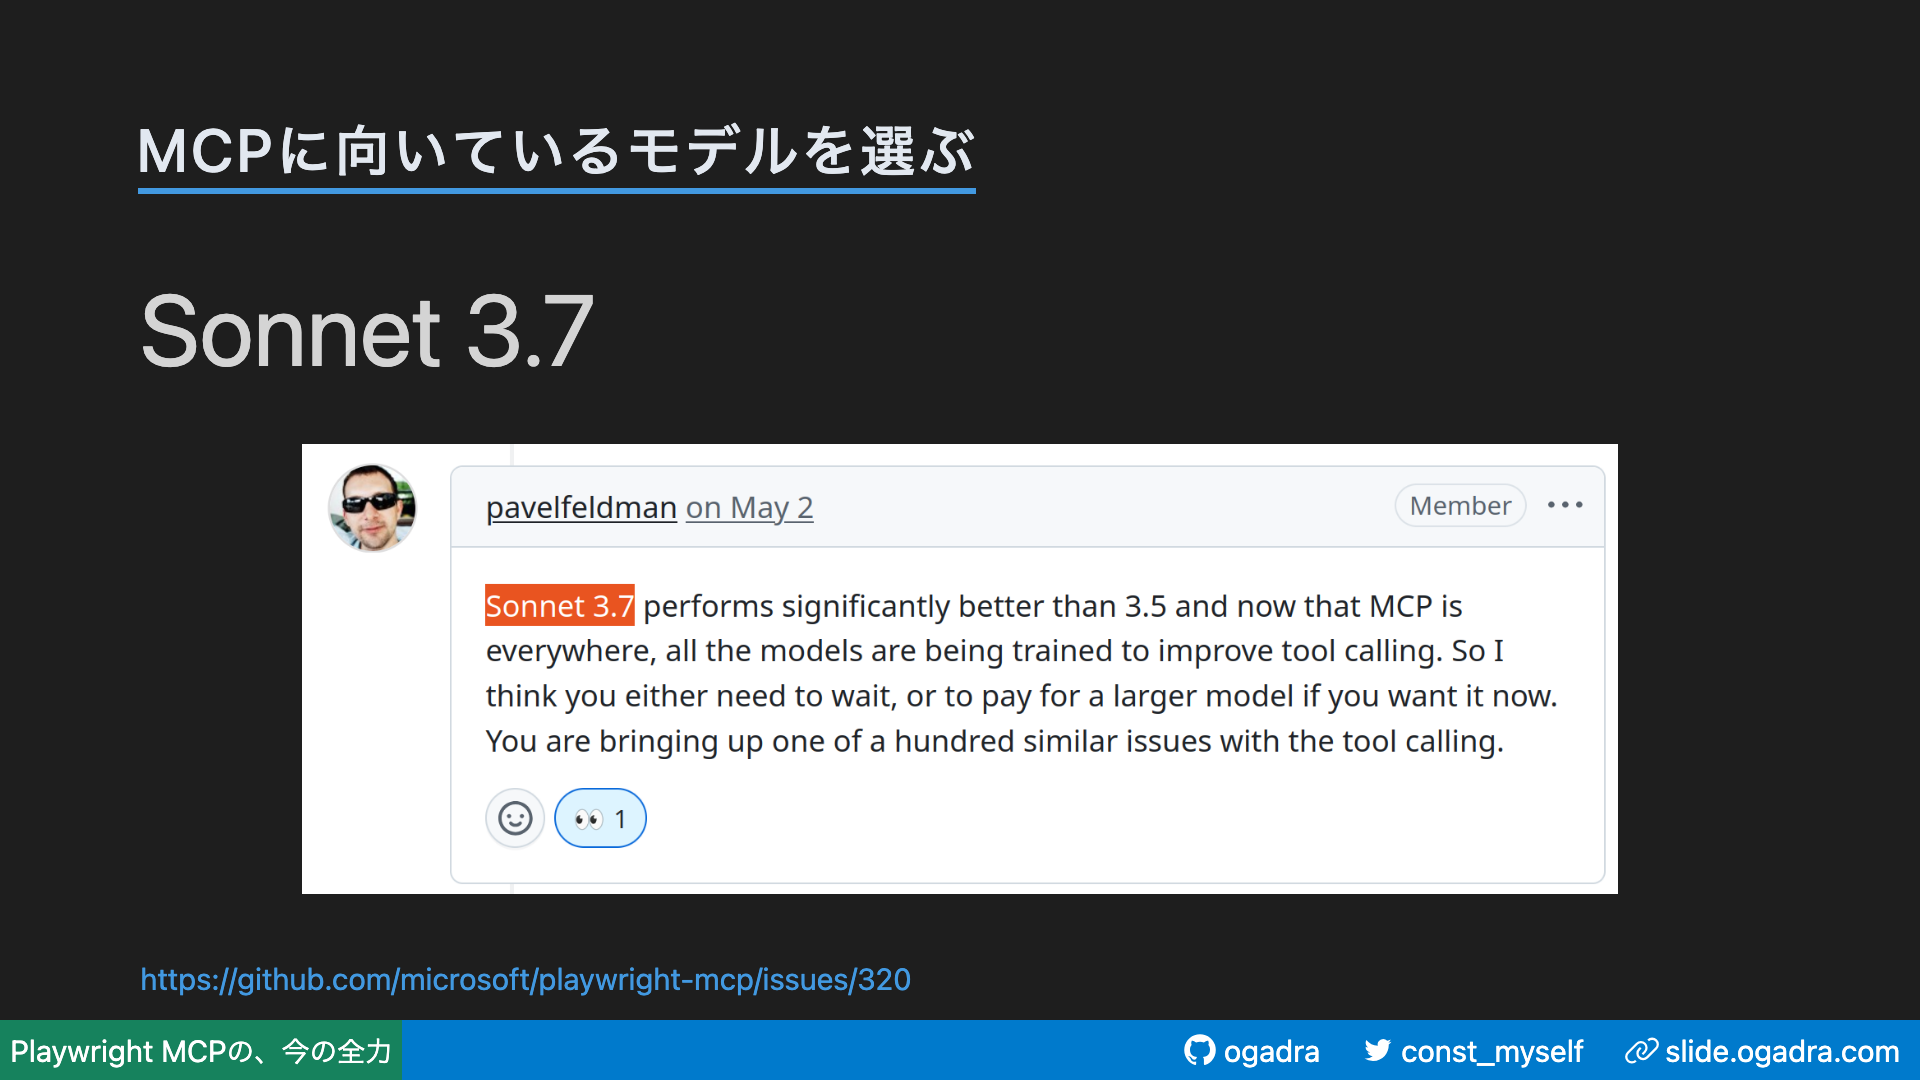 MCPに向いているモデルを選ぶ
Sonnet 3.7
pavelfeldman on May 2
Member
Sonnet 3.7 performs significantly better than 3.5 and now that MCP is
everywhere, all the models are being trained to improve tool calling. So I
think you either need to wait, or to pay for a larger model if you want it now.
You are bringing up one of a hundred similar issues with the tool calling.
👀 1
https://github.com/microsoft/playwright-mcp/issues/320
Playwright MCPの、今の全力
ogadra
const_myself
slide.ogadra.com